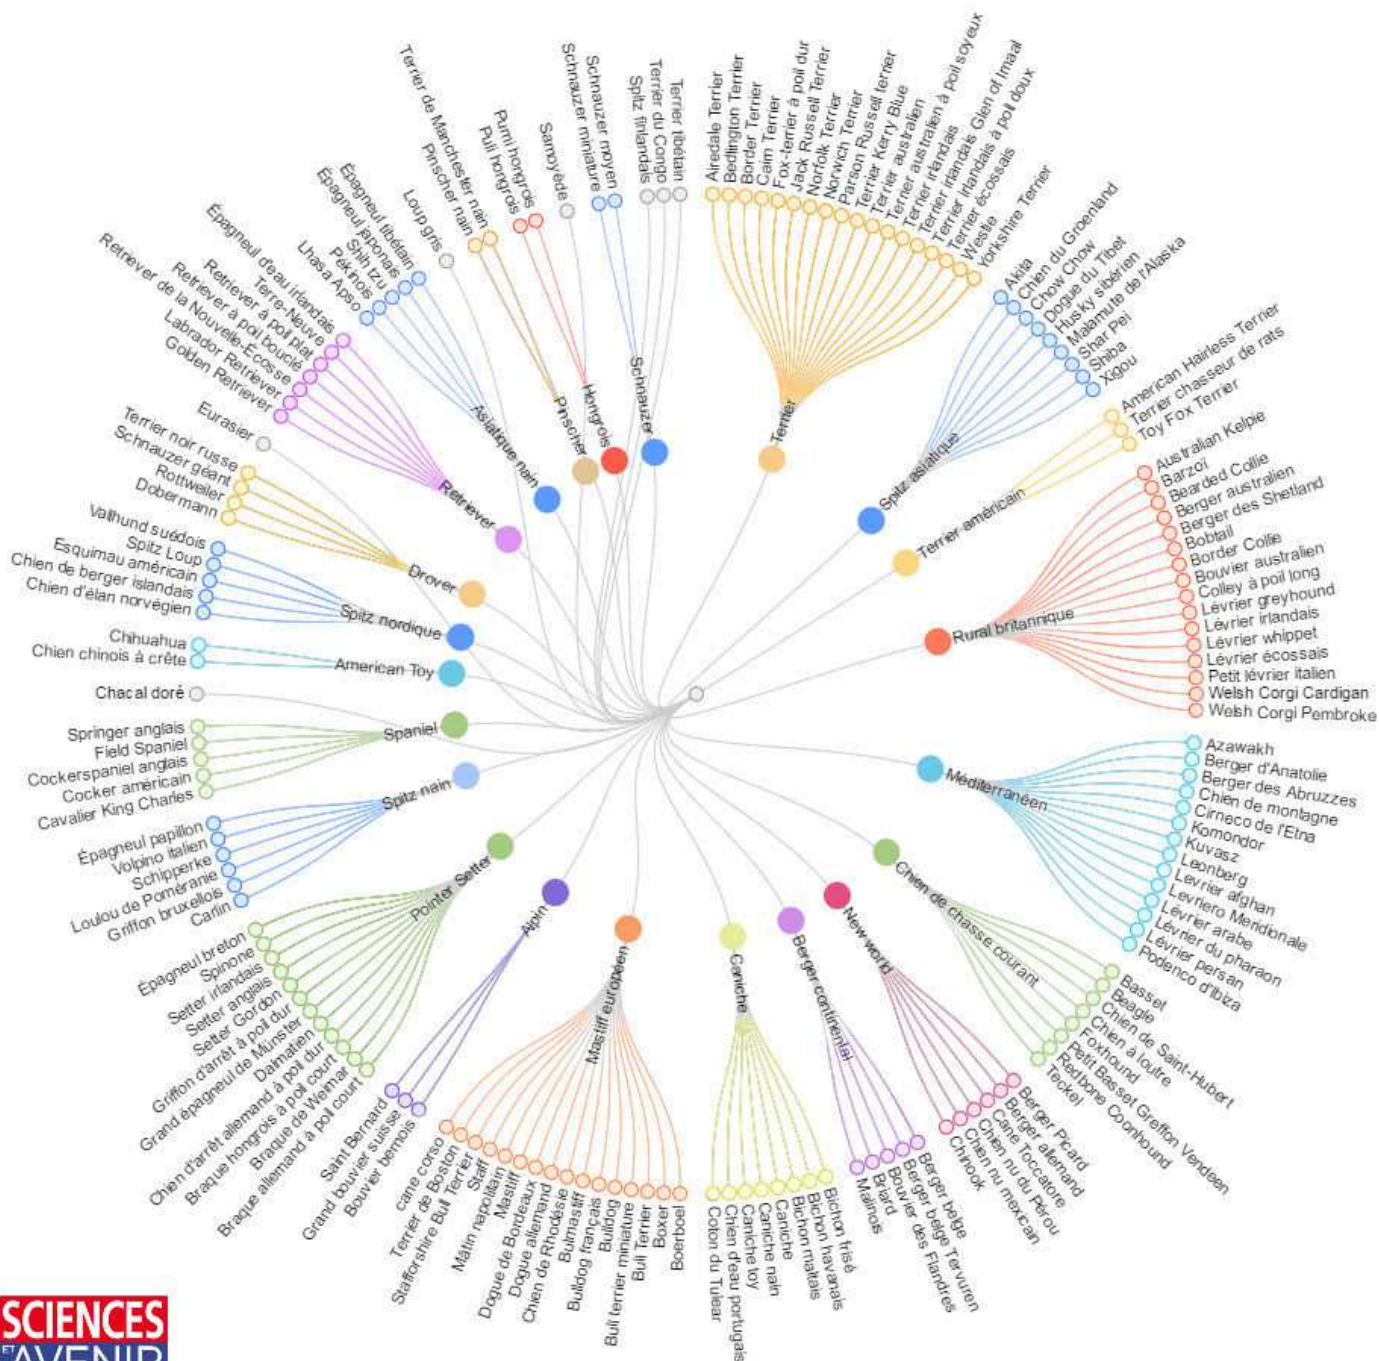 Airedale Terrier
Bedlington Terrier
Border Terrier
Cairn Terrier
Fox-terrier à poil dur
Jack Russell Terrier
Norfolk Terrier
Norwich Terrier
Parson Russell terrier
Terrier Kerry Blue
Terrier australien
Terrier australien à poil soyeux
Terrier irlandais
Terrier irlandais Glen of Imaal
Terrier irlandais à poil doux
Terrier écossais
Westie
Yorkshire Terrier
Terrier
Akita
Chien du Groenland
Chow Chow
Dogue du Tibet
Husky sibérien
Malamute de l'Alaska
Shar Pei
Shiba
Xigou
Spitz asiatique
American Hairless Terrier
Terrier chasseur de rats
Toy Fox Terrier
Terrier américain
Australian Kelpie
Barzoï
Bearded Collie
Berger australien
Berger des Shetland
Bobtail
Border Collie
Bouvier australien
Colley à poil long
Lévrier greyhound
Lévrier irlandais
Lévrier whippet
Lévrier écossais
Petit lévrier italien
Welsh Corgi Cardigan
Welsh Corgi Pembroke
Rural britannique
Azawakh
Berger d'Anatolie
Berger des Abruzzes
Chien de montagne
Cirneco de l'Etna
Komondor
Kuvasz
Leonberg
Levrier afghan
Levriero Meridionale
Lévrier arabe
Lévrier du pharaon
Lévrier persan
Podenco d'Ibiza
Méditerranéen
Basset
Beagle
Chien de Saint-Hubert
Chien à loutre
Foxhound
Petit Basset Greffon Vendeen
Redbone Coonhound
Teckel
Chien de chasse courant
Berger Picard
Berger allemand
Cane Toccatore
Chien nu du Pérou
Chien nu mexicain
Chinook
New world
Berger belge
Berger belge Tervuren
Bouvier des Flandres
Briard
Malinois
Berger continental
Bichon frisé
Bichon havanais
Bichon maltais
Caniche
Caniche nain
Caniche toy
Chien d'eau portugais
Coton du Tulear
Caniche
Boerboel
Boxer
Bull Terrier
Bull terrier miniature
Bulldog
Bulldog français
Bulmastiff
Chien de Rhodésie
Dogue allemand
Dogue de Bordeaux
Mâtin napolitain
Mastiff
Staff
Stafforshire Bull Terrier
Terrier de Boston
cane corso
Mastiff européen
Bouvier bernois
Grand bouvier suisse
Saint Bernard
Alpin
Braque allemand à poil court
Braque de Weimar
Braque hongrois à poil court
Chien d'arrêt allemand à poil dur
Dalmatien
Grand épagneul de Münster
Griffon d'arrêt à poil dur
Setter Gordon
Setter anglais
Setter irlandais
Spinone
Épagneul breton
Pointer Setter
Carlin
Griffon bruxellois
Loulou de Poméranie
Schipperke
Volpino italien
Épagneul papillon
Spitz nain
Cavalier King Charles
Cocker américain
Cockerspaniel anglais
Field Spaniel
Springer anglais
Spaniel
Chacal doré
Chien chinois à crête
Chihuahua
American Toy
Chien d'élan norvégien
Chien de berger islandais
Esquimau américain
Spitz Loup
Vallhund suédois
Spitz nordique
Dobermann
Rottweiler
Schnauzer géant
Terrier noir russe
Drover
Eurasier
Golden Retriever
Labrador Retriever
Retriever de la Nouvelle-Écosse
Retriever à poil bouclé
Retriever à poil plat
Terre-Neuve
Épagneul d'eau irlandais
Retriever
Lhasa Apso
Pékinois
Shih tzu
Épagneul japonais
Épagneul tibétain
Asiatique nain
Loup gris
Pinscher nain
Terrier de Manchester nain
Pinscher
Puli hongrois
Pumi hongrois
Hongrois
Samoyède
Schnauzer miniature
Schnauzer moyen
Schnauzer
Spitz finlandais
Terrier du Congo
Terrier tibétain
SCIENCES
ET AVENIR